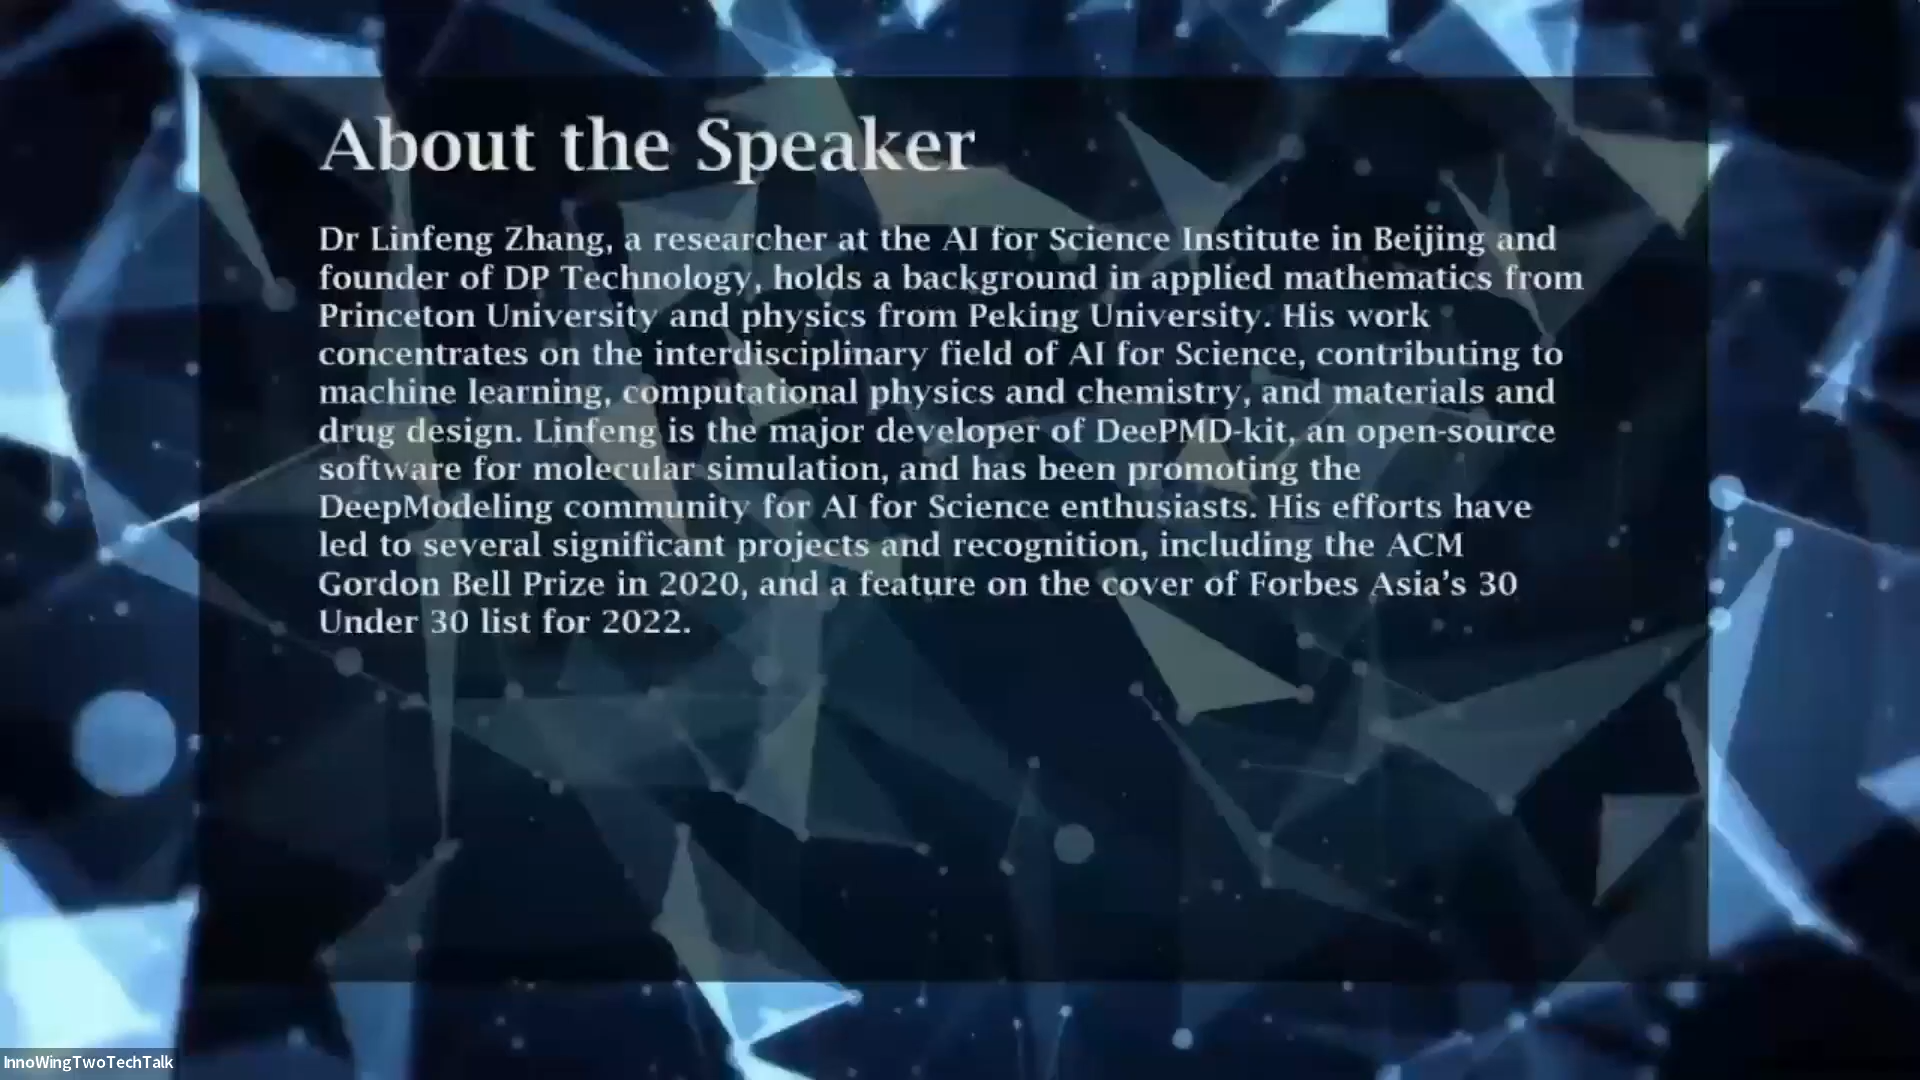 About the Speaker
Dr Linfeng Zhang, a researcher at the AI for Science Institute in Beijing and
founder of DP Technology, holds a background in applied mathematics from
Princeton University and physics from Peking University. His work
concentrates on the interdisciplinary field of AI for Science, contributing to
machine learning, computational physics and chemistry, and materials and
drug design. Linfeng is the major developer of DeePMD-kit, an open-source
software for molecular simulation, and has been promoting the
DeepModeling community for AI for Science enthusiasts. His efforts have
led to several significant projects and recognition, including the ACM
Gordon Bell Prize in 2020, and a feature on the cover of Forbes Asia’s 30
Under 30 list for 2022.
InnoWingTwoTechTalk